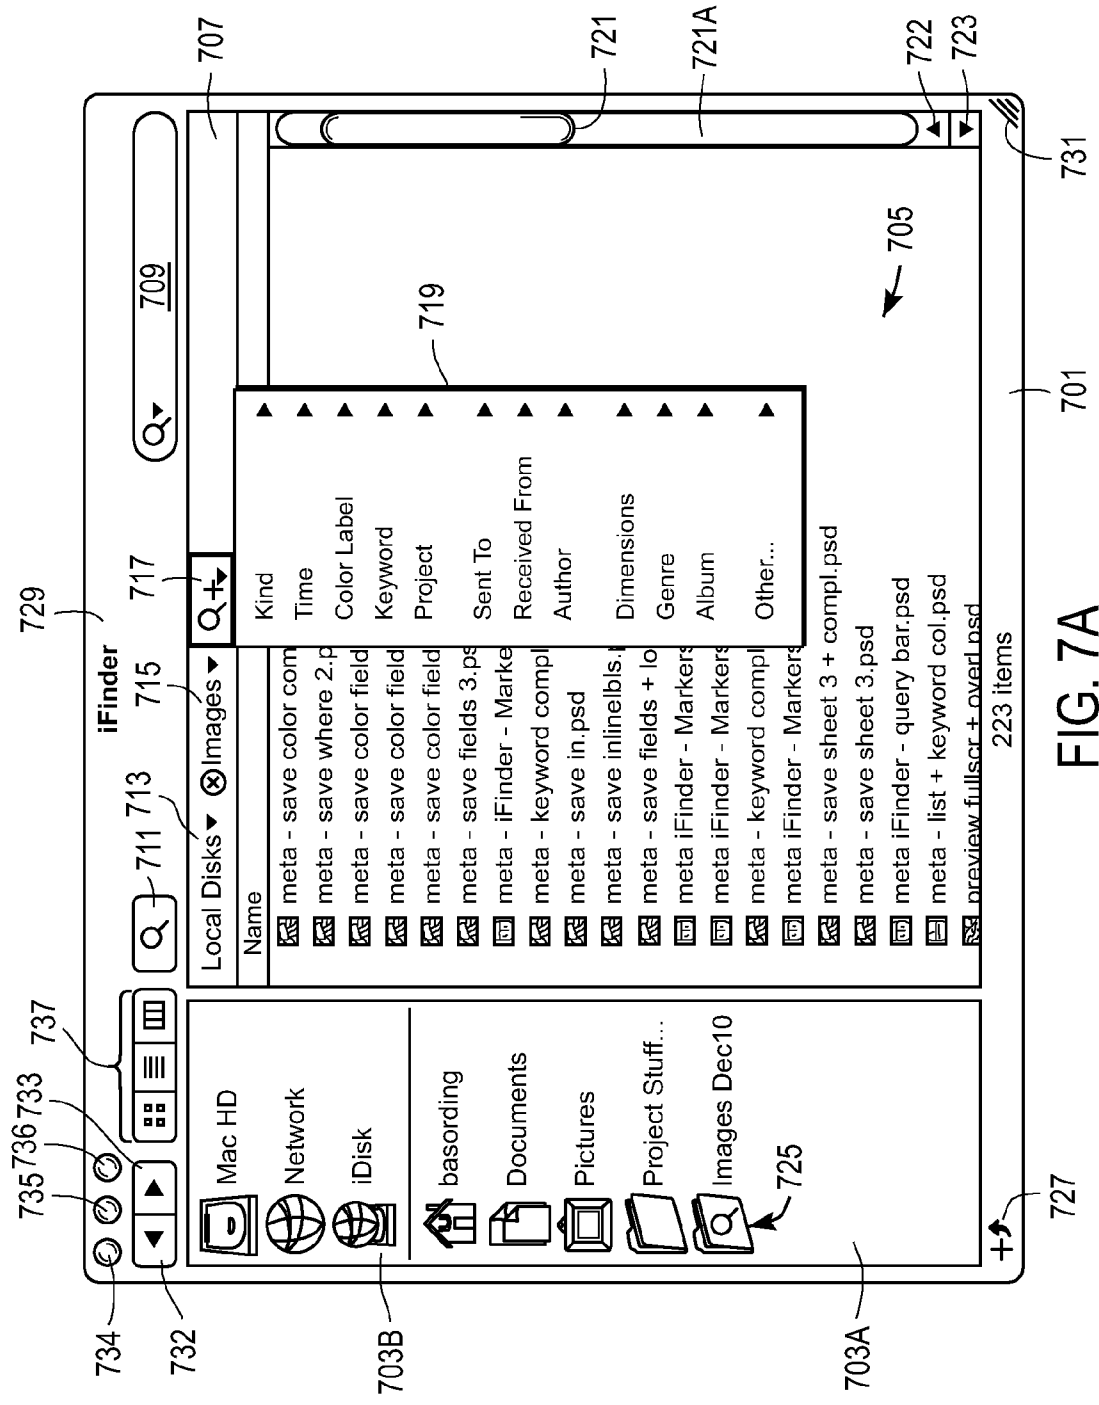 729
iFinder
734
735
736
732
733
737
711
713
715
717
709
707
Local Disks
Images
Name
Mac HD
Network
iDisk
basording
Documents
Pictures
Project Stuff...
Images Dec10
725
703B
703A
727
meta - save color com
meta - save where 2.p
meta - save color field
meta - save color field
meta - save color field
meta - save fields 3.ps
meta - iFinder - Marke
meta - keyword compl
meta - save in.psd
meta - save inlinelbls.
meta - save fields + lo
meta iFinder - Markers
meta iFinder - Markers
meta - keyword compl
meta iFinder - Markers
meta - save sheet 3 + compl.psd
meta - save sheet 3.psd
meta iFinder - query bar.psd
meta - list + keyword col.psd
preview fullscr + overl.psd
Kind
Time
Color Label
Keyword
Project
Sent To
Received From
Author
Dimensions
Genre
Album
Other...
719
721
721A
722
723
705
731
701
223 items
FIG. 7A